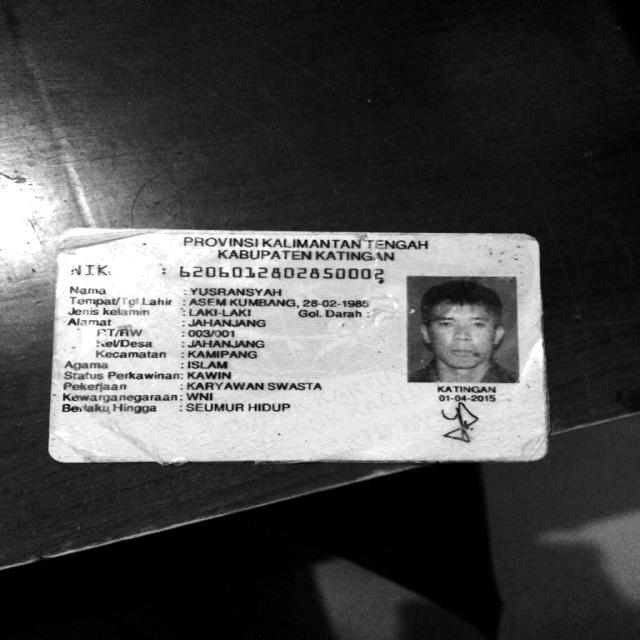 PROVINSI KALIMANTAN TENGAH
KABUPATEN KATINGAN
NIK : 6206012802850002
Nama : YUSRANSYAH
Tempat/Tgl Lahir : ASEM KUMBANG, 28-02-1985
Jenis kelamin : LAKI-LAKI Gol. Darah :
Alamat : JAHANJANG
RT/RW : 003/001
Kel/Desa : JAHANJANG
Kecamatan : KAMIPANG
Agama : ISLAM
Status Perkawinan: KAWIN
Pekerjaan : KARYAWAN SWASTA
Kewarganegaraan: WNI
Berlaku Hingga : SEUMUR HIDUP
KATINGAN
01-04-2015